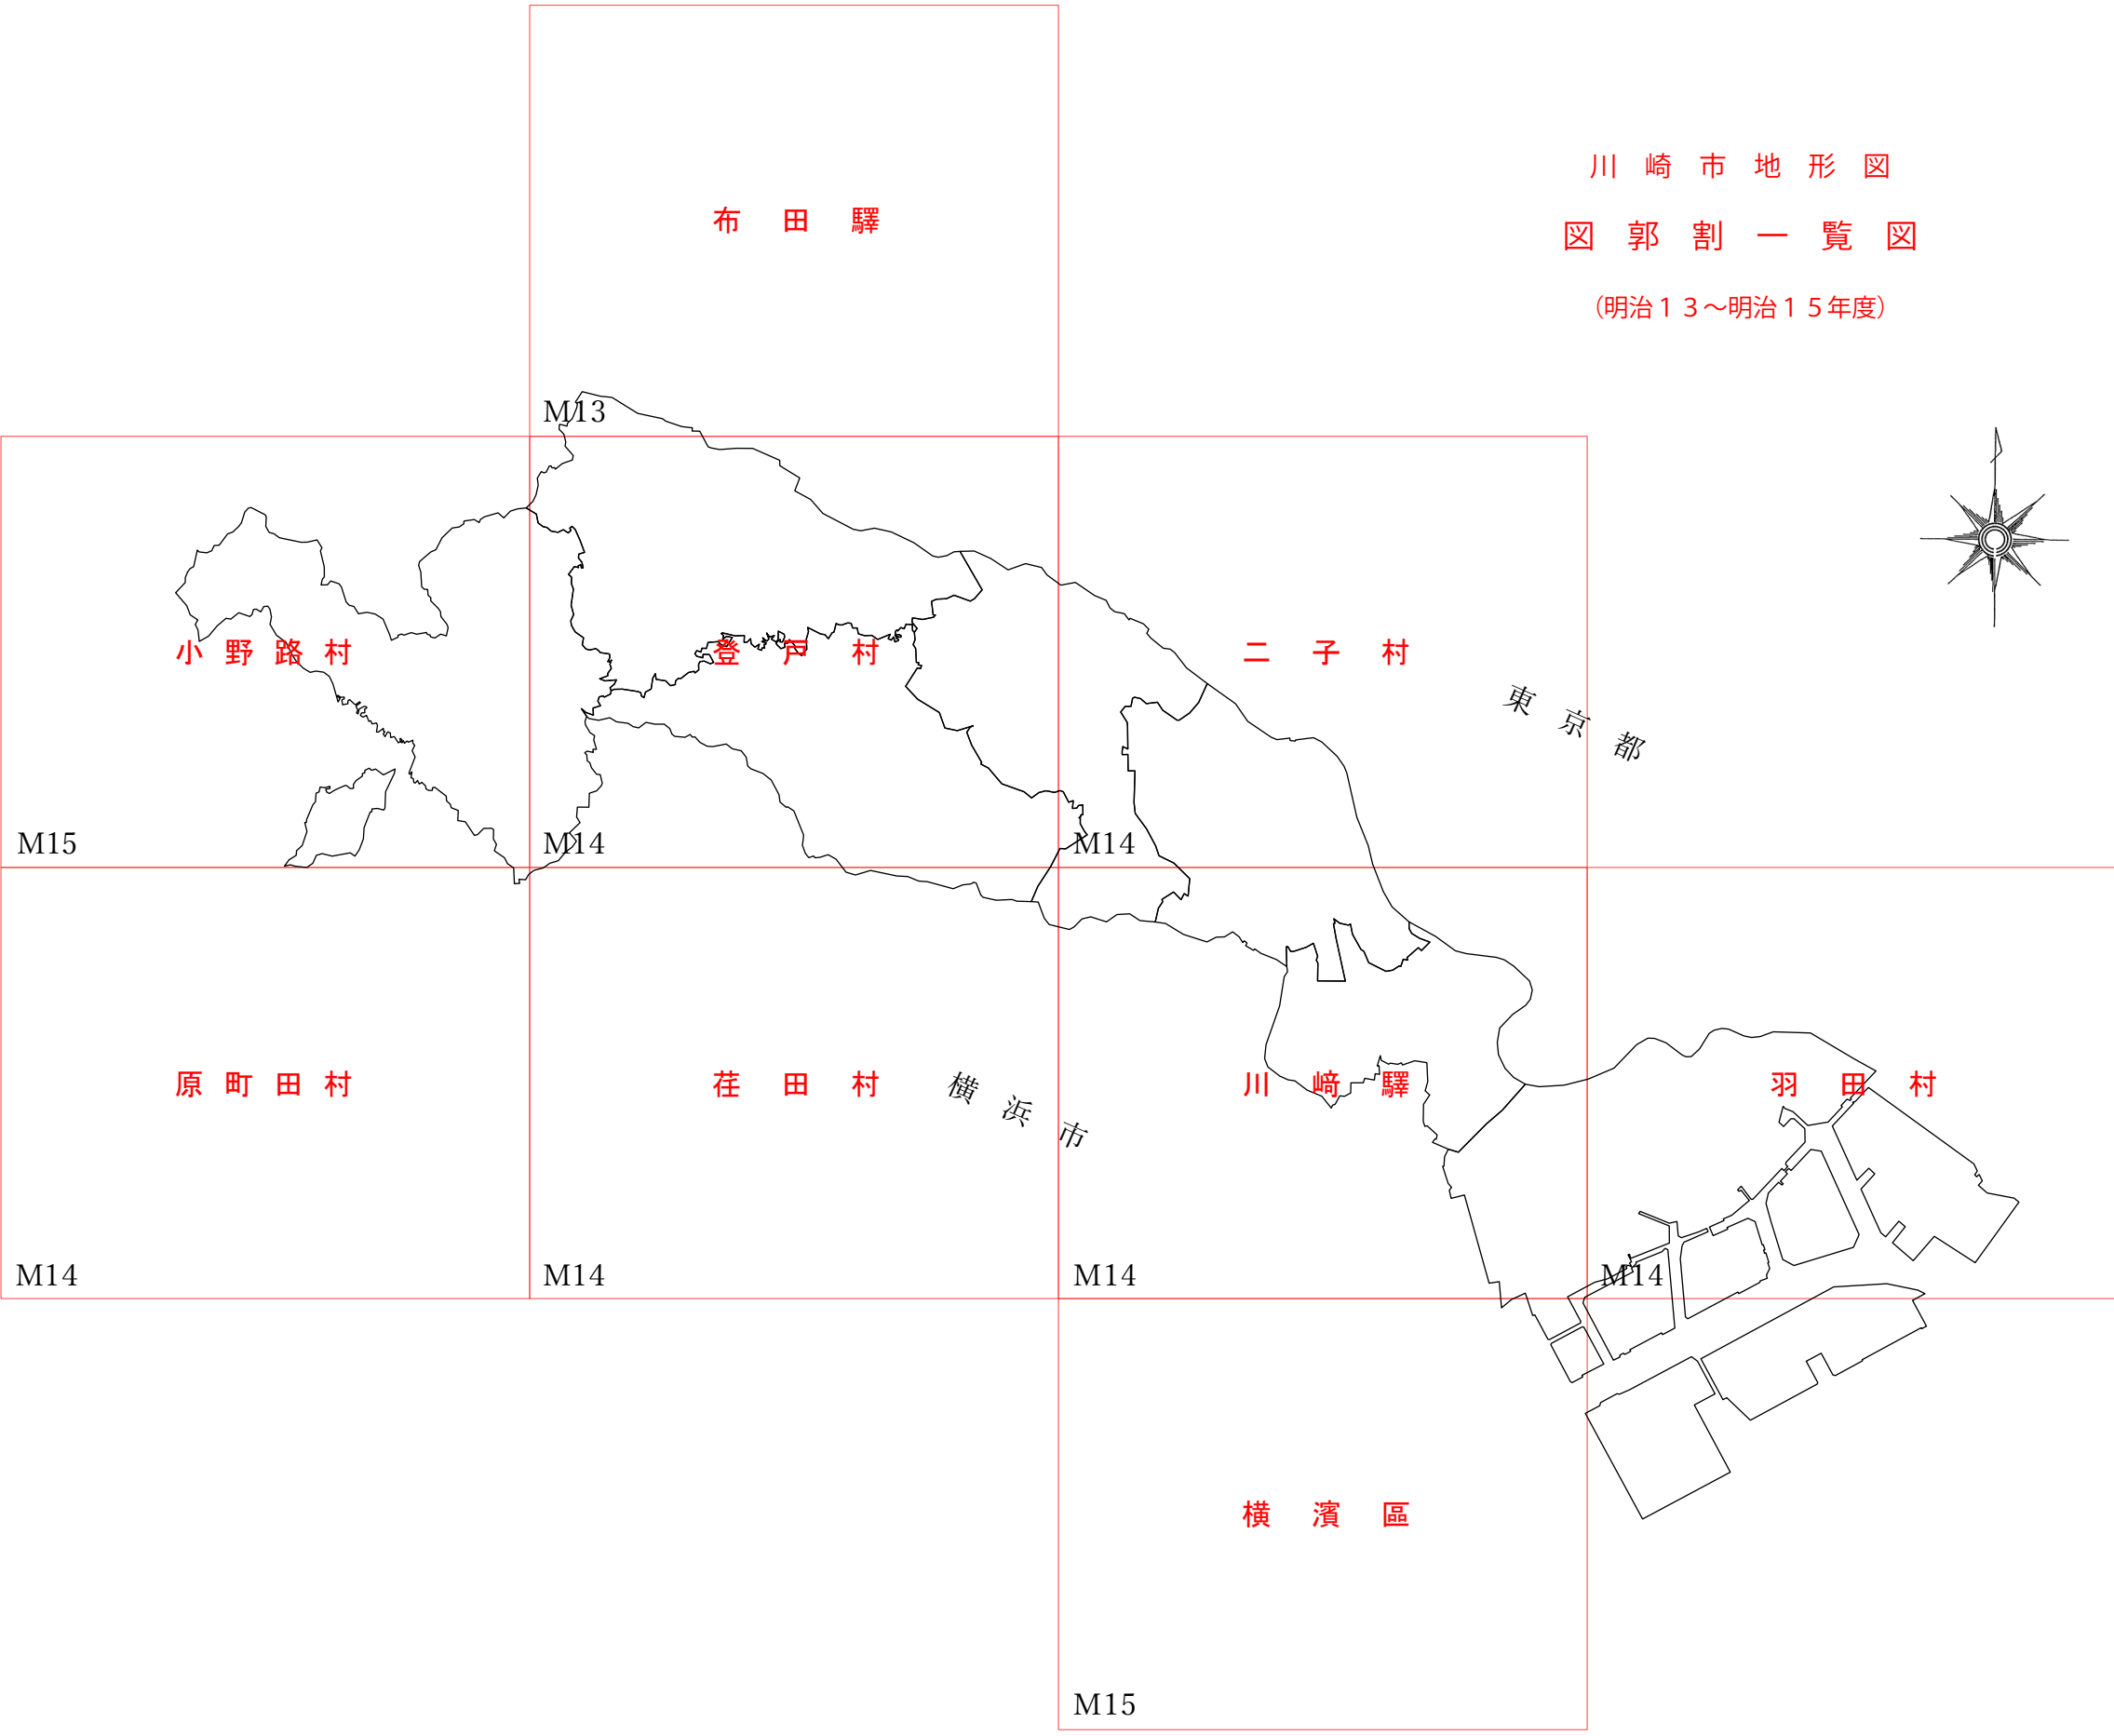 川崎市地形図
図郭割一覧図
（明治１３～明治１５年度）
布田驛
M13
小野路村
登戸村
二子村
東京都
M15
M14
M14
原町田村
荏田村
横浜市
川﨑驛
羽田村
M14
M14
M14
M14
横濱區
M15